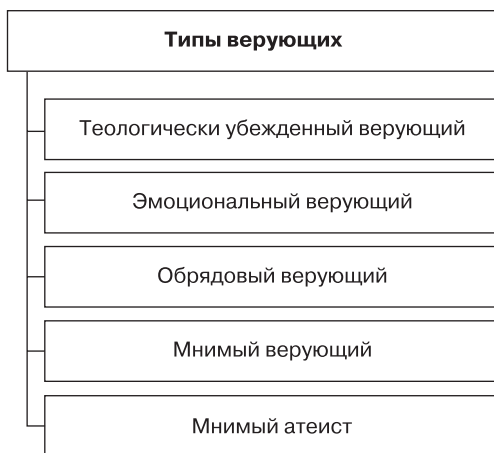 Типы верующих
Теологически убежденный верующий
Эмоциональный верующий
Обрядовый верующий
Мнимый верующий
Мнимый атеист